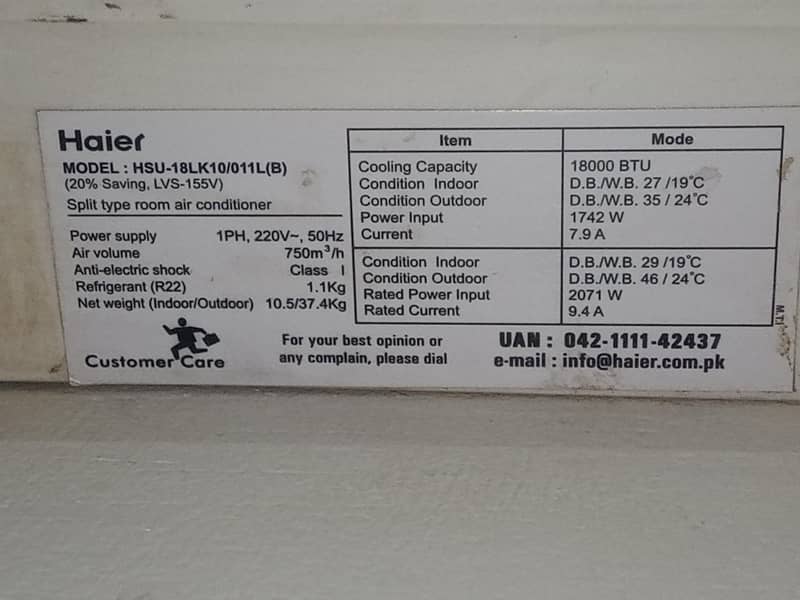 Haier
MODEL : HSU-18LK10/011L(B)
(20% Saving, LVS-155V)
Split type room air conditioner
Power supply 1PH, 220V~, 50Hz
Air volume 750m³/h
Anti-electric shock Class I
Refrigerant (R22) 1.1Kg
Net weight (Indoor/Outdoor) 10.5/37.4Kg
Item Mode
Cooling Capacity 18000 BTU
Condition Indoor D.B./W.B. 27 /19°C
Condition Outdoor D.B./W.B. 35 / 24°C
Power Input 1742 W
Current 7.9 A
Condition Indoor D.B./W.B. 29 /19°C
Condition Outdoor D.B./W.B. 46 / 24°C
Rated Power Input 2071 W
Rated Current 9.4 A
Customer Care
For your best opinion or
any complain, please dial
UAN : 042-1111-42437
e-mail : info@haier.com.pk